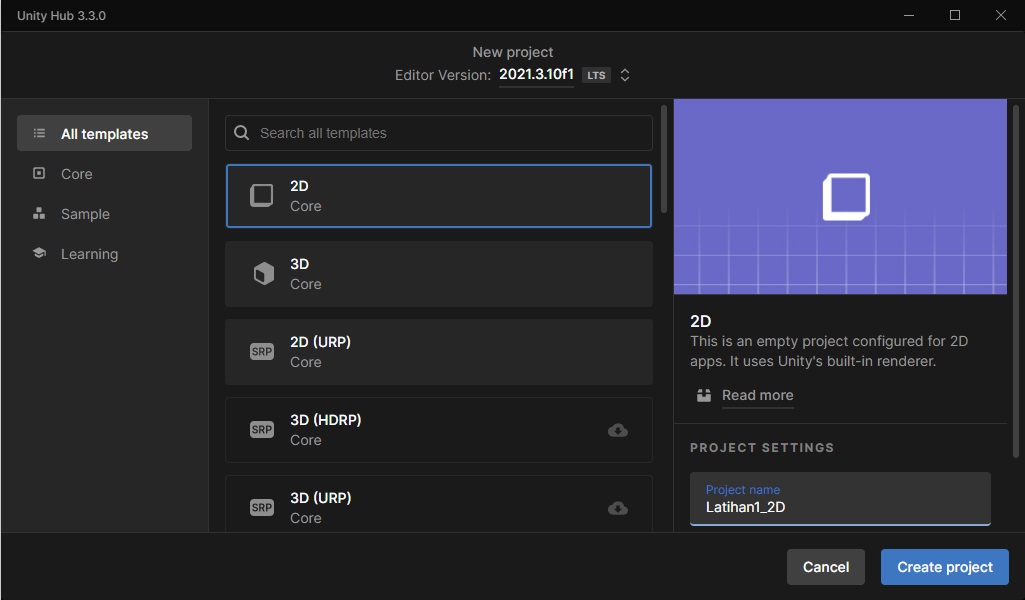 Unity Hub 3.3.0
New project
Editor Version: 2021.3.10f1 LTS
All templates
Core
Sample
Learning
Search all templates
2D
Core
3D
Core
SRP
2D (URP)
Core
SRP
3D (HDRP)
Core
SRP
3D (URP)
Core
2D
This is an empty project configured for 2D
apps. It uses Unity's built-in renderer.
Read more
PROJECT SETTINGS
Project name
Latihan1_2D
Cancel
Create project